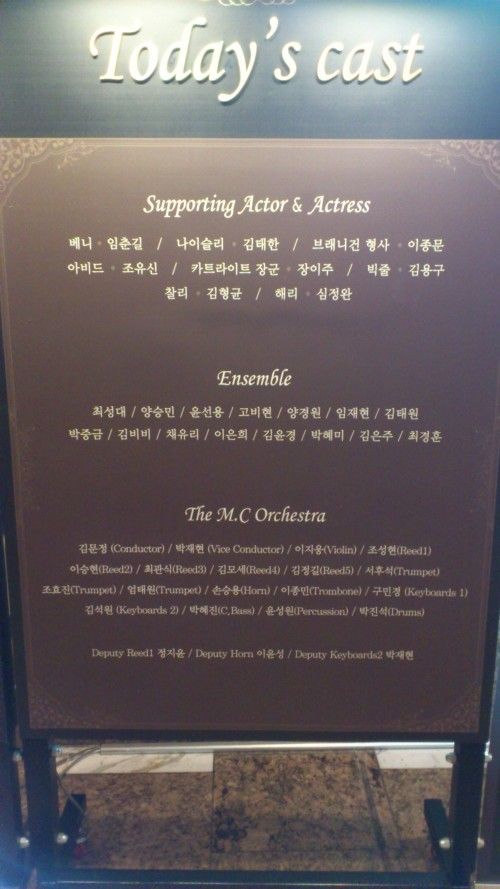 Today's cast
Supporting Actor & Actress
베니 • 임춘길 / 나이슬리 • 김태한 / 브래니건 형사 • 이종문
아비드 • 조유신 / 카트라이트 장군 • 장이주 / 빅줄 • 김용구
찰리 • 김형균 / 해리 • 심정완
Ensemble
최성대 / 양승민 / 윤선용 / 고비현 / 양경원 / 임재현 / 김태원
박중금 / 김비비 / 채유리 / 이은희 / 김윤경 / 박혜미 / 김은주 / 최경훈
The M.C Orchestra
김문정 (Conductor) / 박재현 (Vice Conductor) / 이지웅(Violin) / 조성현(Reed1)
이승현(Reed2) / 최관식(Reed3) / 김모세(Reed4) / 김정길(Reed5) / 서후석(Trumpet)
조효진(Trumpet) / 엄태원(Trumpet) / 손승용(Horn) / 이종민(Trombone) / 구민경 (Keyboards 1)
김석원 (Keyboards 2) / 박혜진(C,Bass) / 윤성원(Percussion) / 박진석(Drums)
Deputy Reed1 정지윤 / Deputy Horn 이윤성 / Deputy Keyboards2 박재현